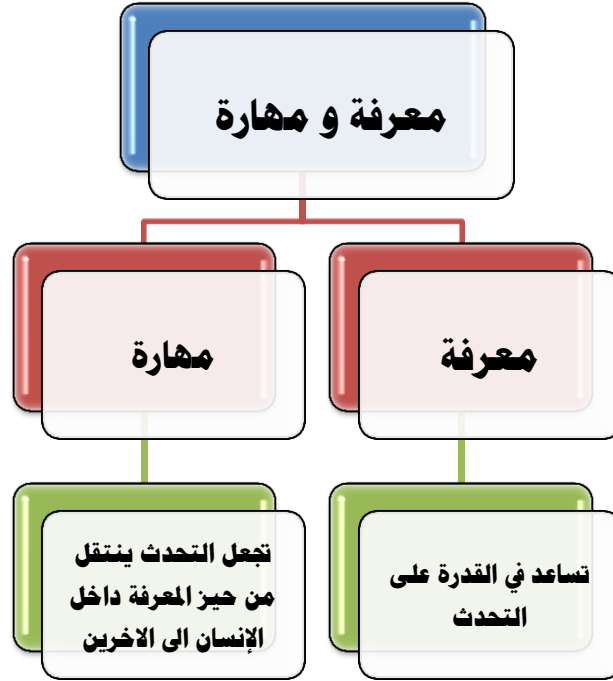 معرفة و مهارة
معرفة
مهارة
تساعد في القدرة على
التحدث
تجعل التحدث ينتقل
من حيز المعرفة داخل
الإنسان الى الاخرين